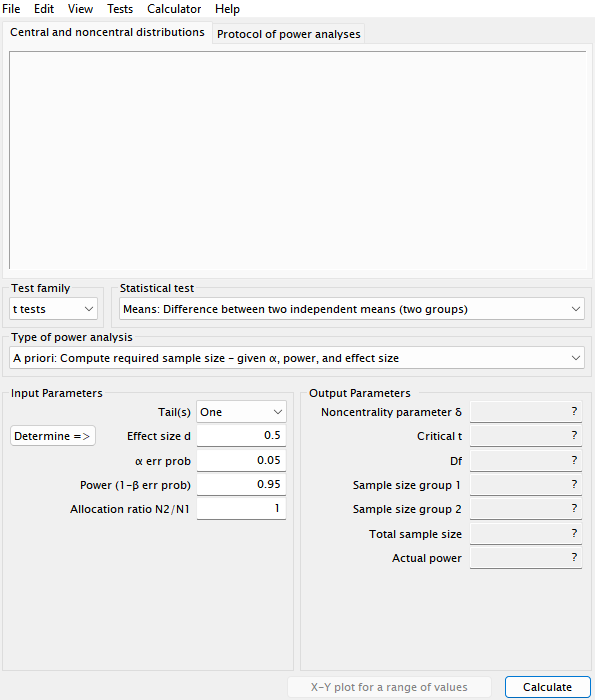 File Edit View Tests Calculator Help
Central and noncentral distributions Protocol of power analyses
Test family Statistical test
t tests Means: Difference between two independent means (two groups)
Type of power analysis
A priori: Compute required sample size – given α, power, and effect size
Input Parameters Output Parameters
Tail(s) One Noncentrality parameter δ ?
Determine => Effect size d 0.5 Critical t ?
α err prob 0.05 Df ?
Power (1-β err prob) 0.95 Sample size group 1 ?
Allocation ratio N2/N1 1 Sample size group 2 ?
Total sample size ?
Actual power ?
X-Y plot for a range of values Calculate